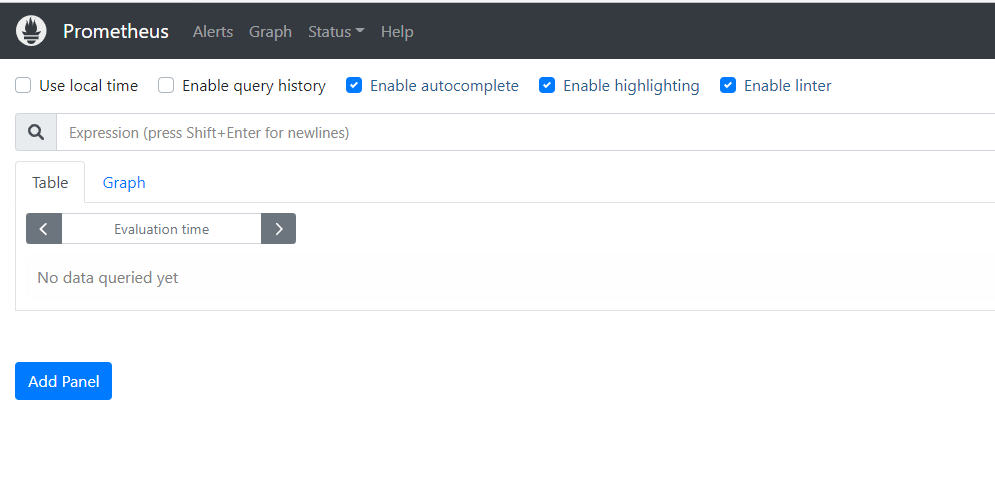 Prometheus Alerts Graph Status Help
Use local time Enable query history Enable autocomplete Enable highlighting Enable linter
Expression (press Shift+Enter for newlines)
Table Graph
Evaluation time
No data queried yet
Add Panel